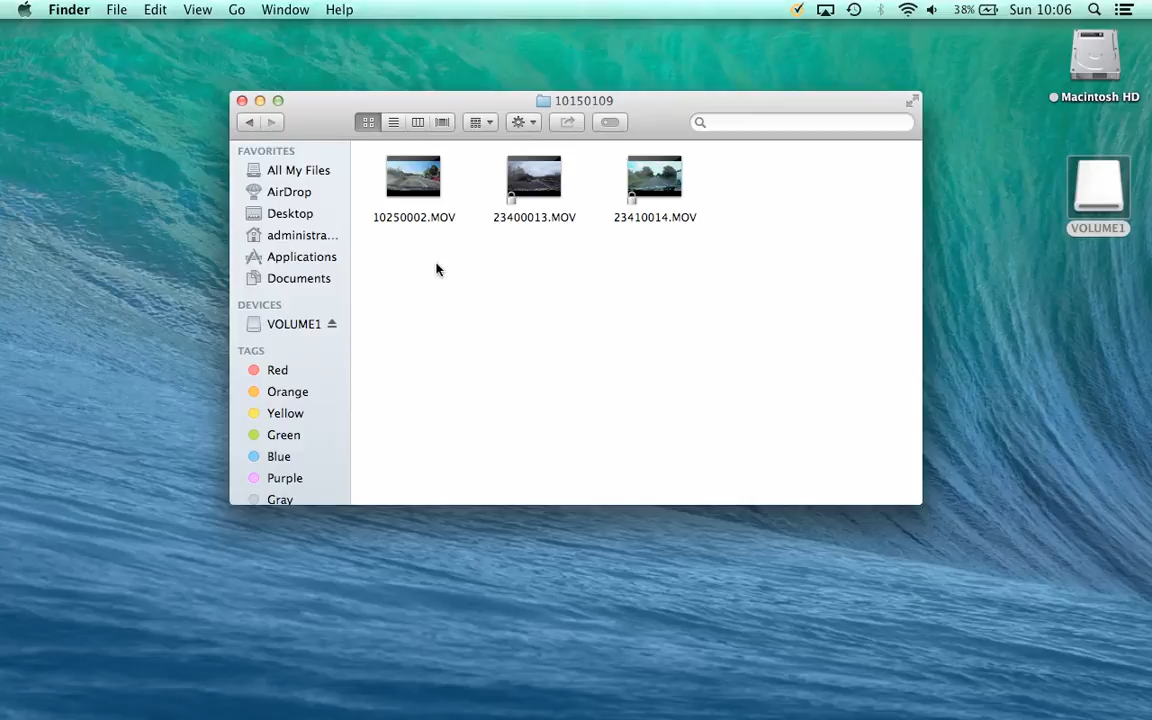 Finder File Edit View Go Window Help 38% Sun 10:06
Macintosh HD
VOLUME1
10150109
FAVORITES
All My Files
AirDrop
Desktop
administra...
Applications
Documents
DEVICES
VOLUME1
TAGS
Red
Orange
Yellow
Green
Blue
Purple
Gray
10250002.MOV 23400013.MOV 23410014.MOV